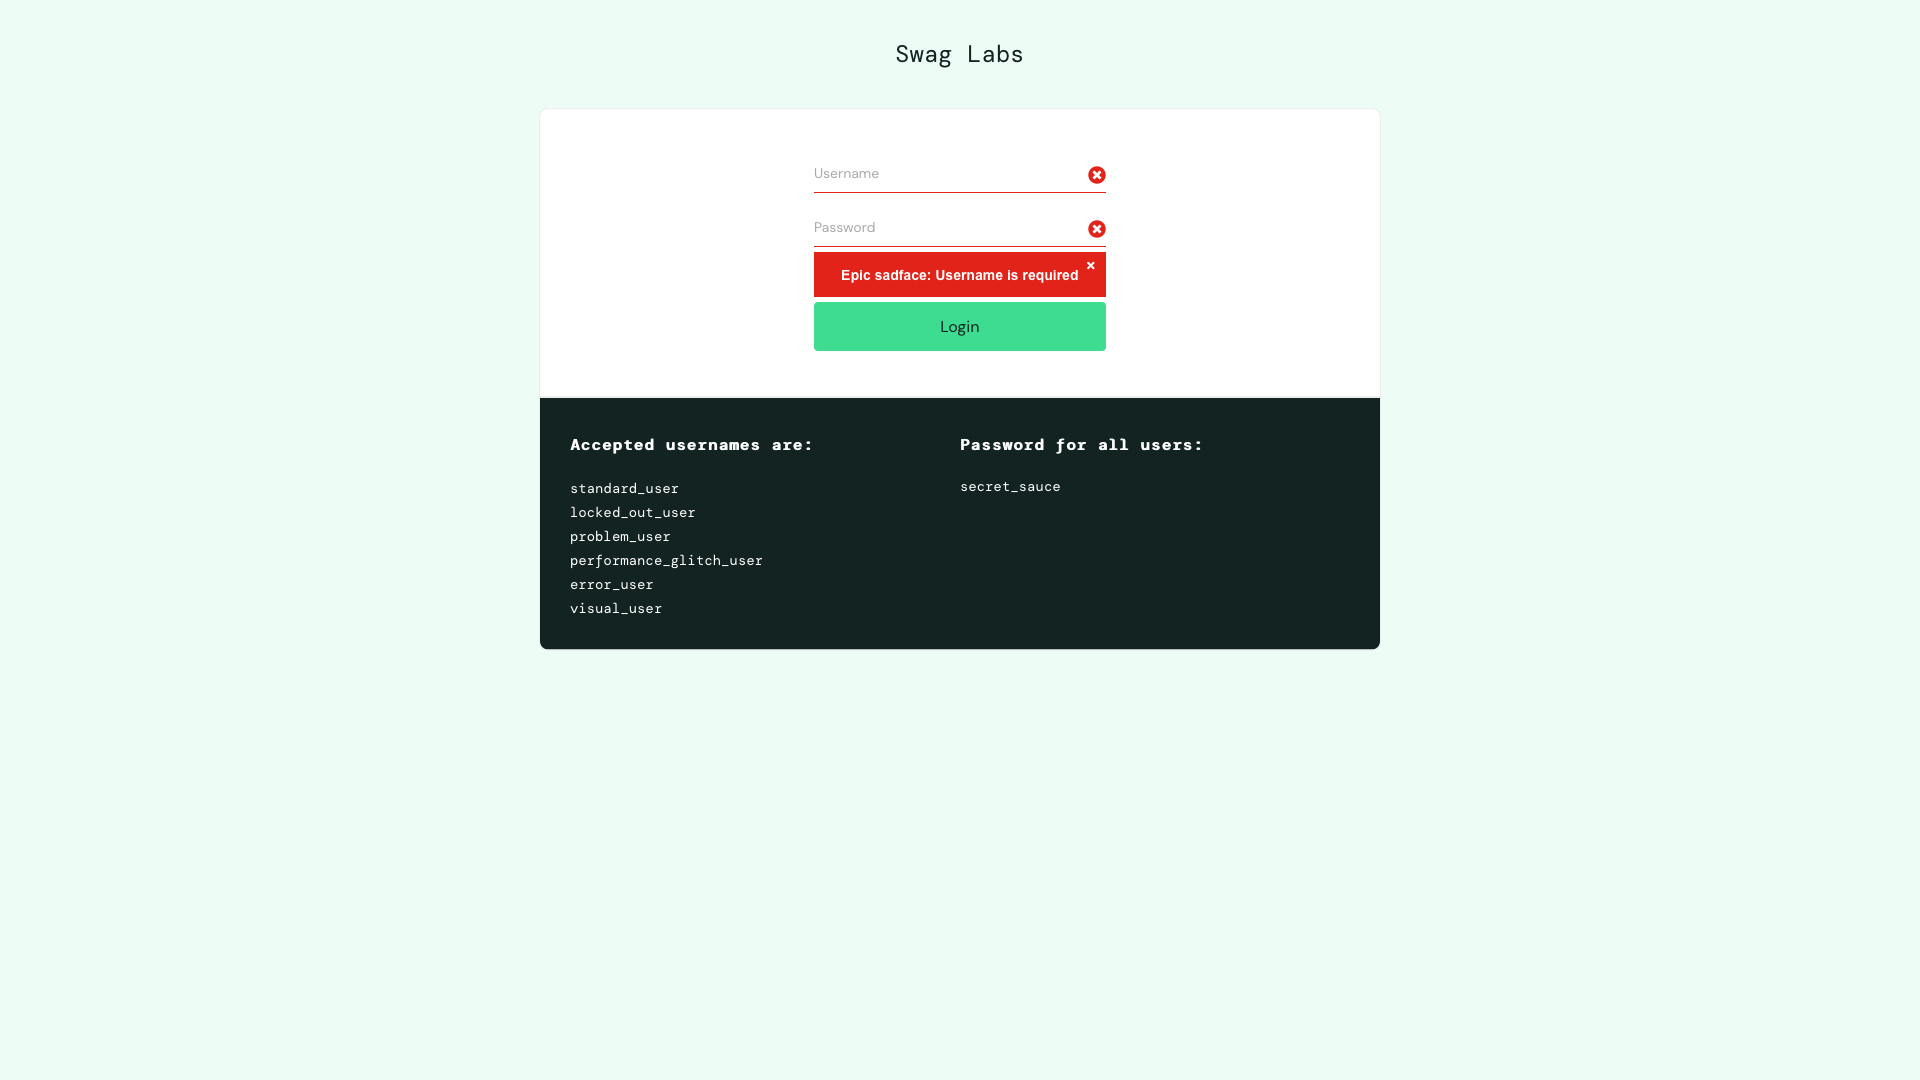 Swag Labs
Username
Password
Epic sadface: Username is required
Login
Accepted usernames are:
standard_user
locked_out_user
problem_user
performance_glitch_user
error_user
visual_user
Password for all users:
secret_sauce